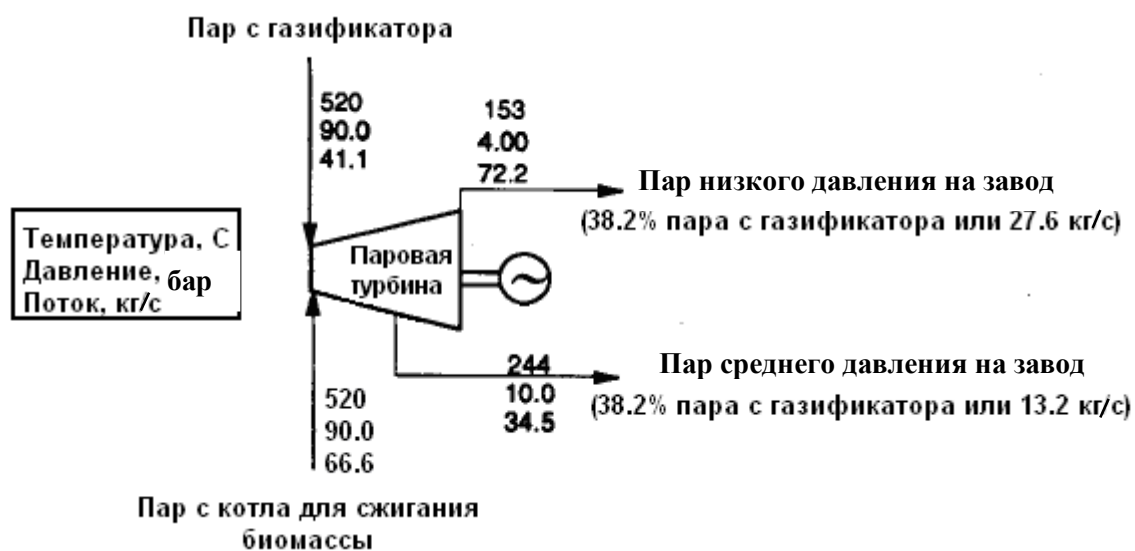 Пар с газификатора
520
90.0
41.1
153
4.00
72.2
Пар низкого давления на завод
(38.2% пара с газификатора или 27.6 кг/с)
Температура, С
Давление, бар
Поток, кг/с
Паровая
турбина
244
10.0
34.5
Пар среднего давления на завод
(38.2% пара с газификатора или 13.2 кг/с)
520
90.0
66.6
Пар с котла для сжигания
биомассы